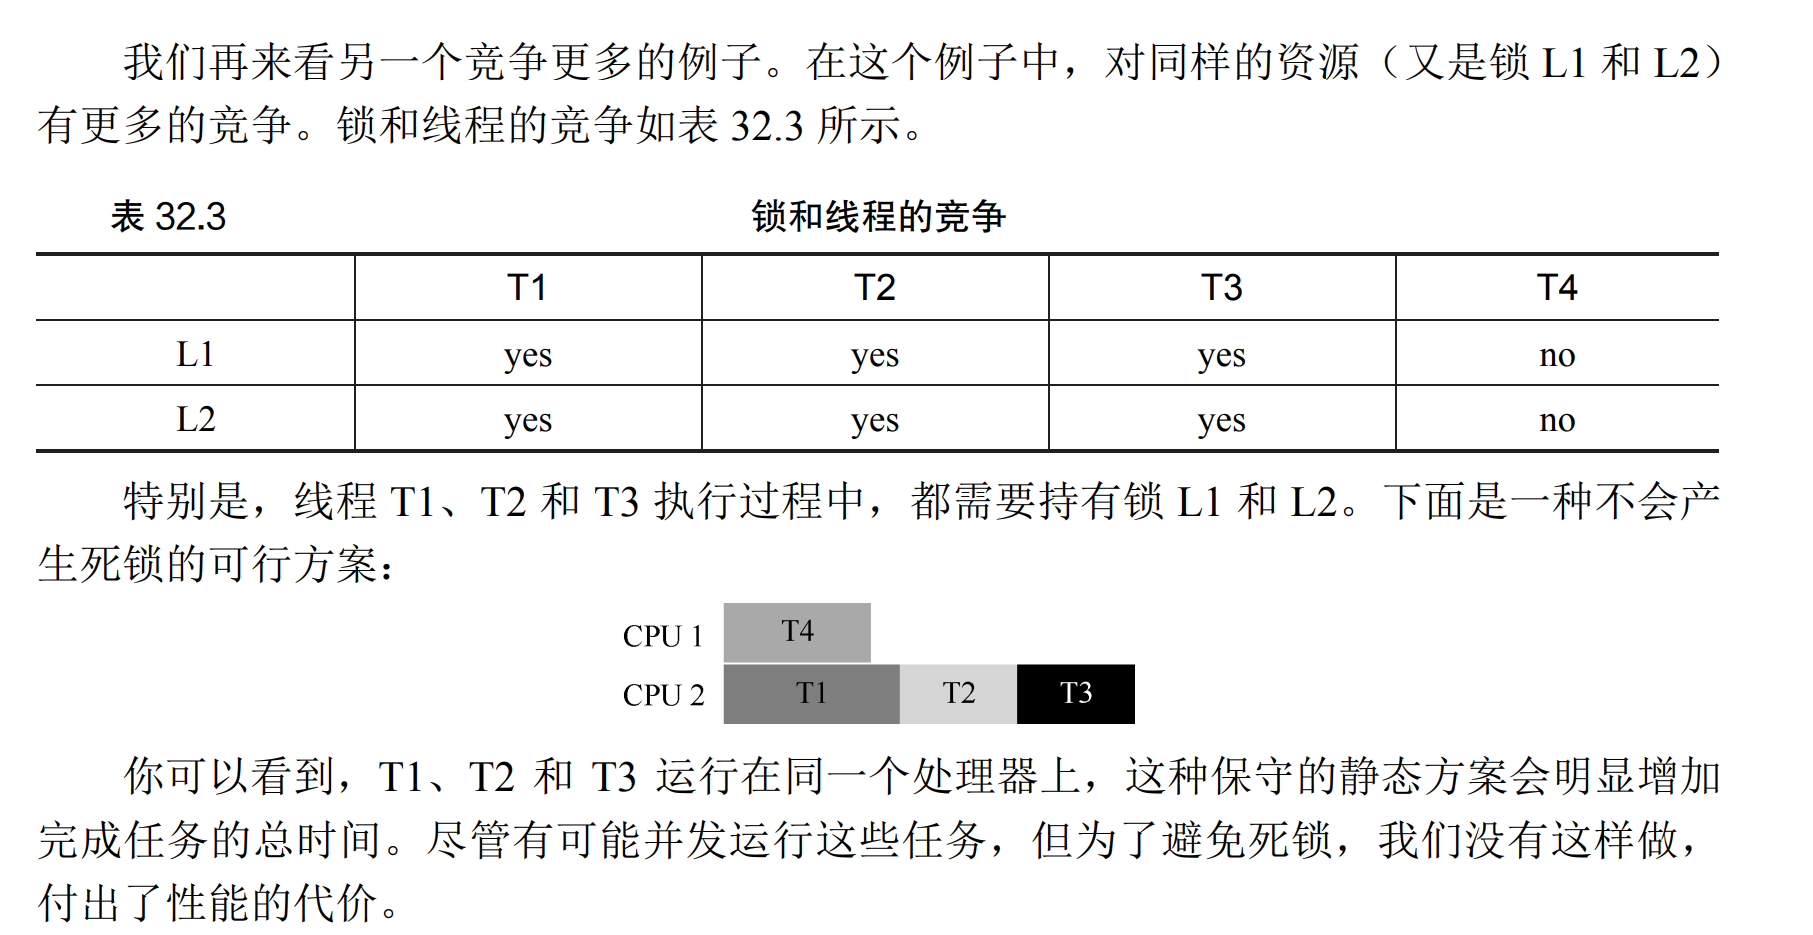 我们再来看另一个竞争更多的例子。在这个例子中，对同样的资源（又是锁 L1 和 L2）
有更多的竞争。锁和线程的竞争如表 32.3 所示。
表 32.3 锁和线程的竞争
T1 T2 T3 T4
L1 yes yes yes no
L2 yes yes yes no
特别是，线程 T1、T2 和 T3 执行过程中，都需要持有锁 L1 和 L2。下面是一种不会产
生死锁的可行方案：
CPU 1 T4
CPU 2 T1 T2 T3
你可以看到，T1、T2 和 T3 运行在同一个处理器上，这种保守的静态方案会明显增加
完成任务的总时间。尽管有可能并发运行这些任务，但为了避免死锁，我们没有这样做，
付出了性能的代价。